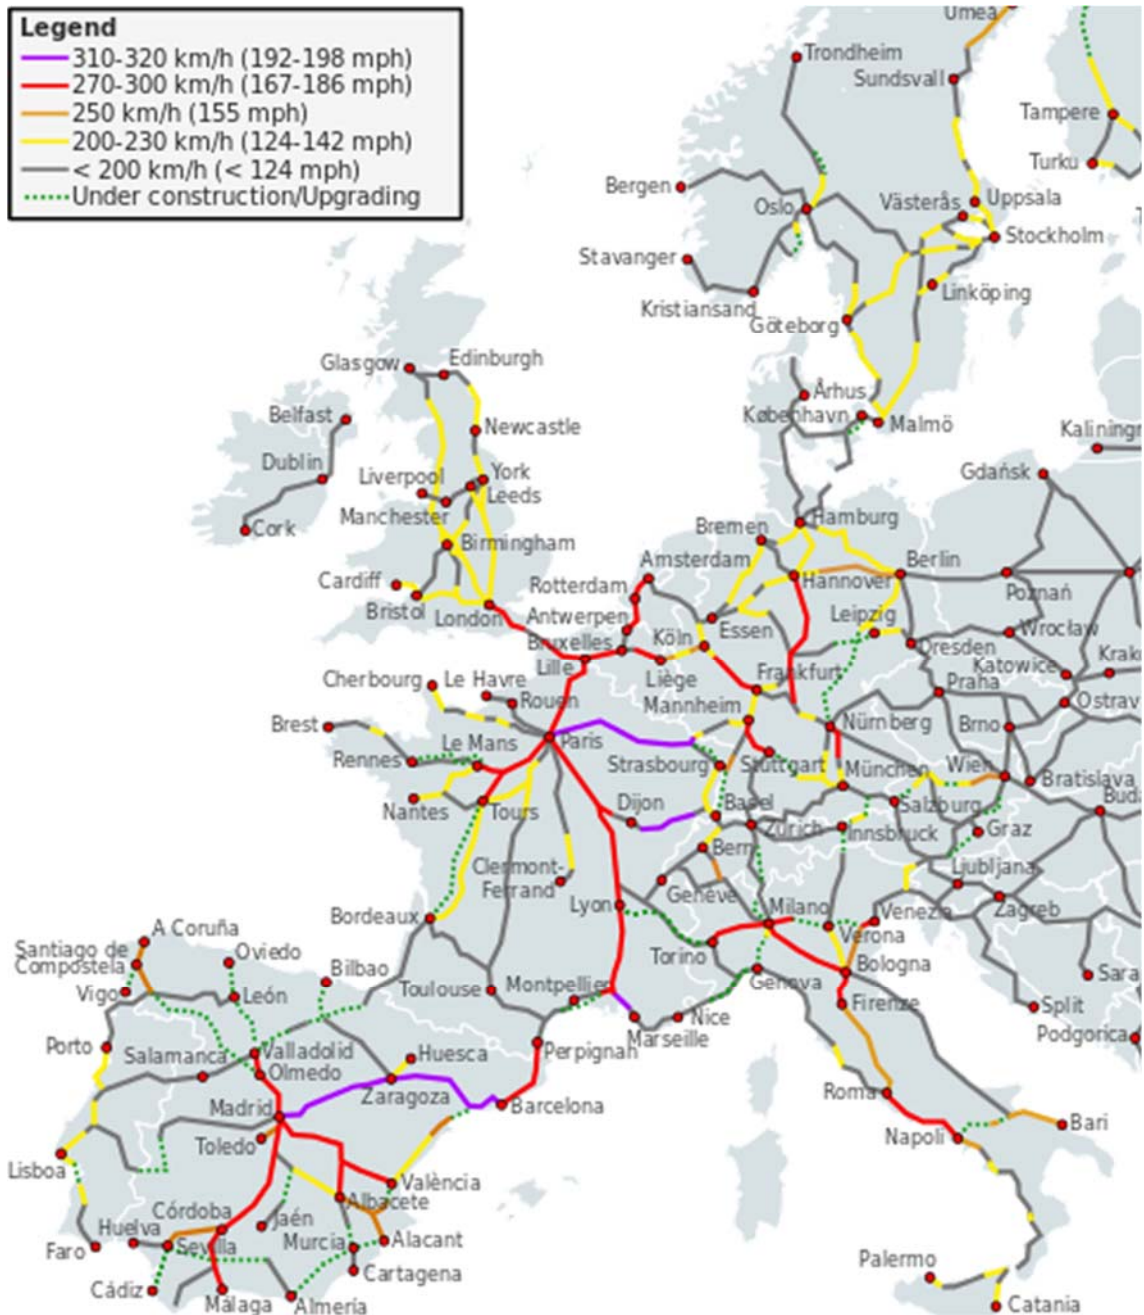 Legend
310-320 km/h (192-198 mph)
270-300 km/h (167-186 mph)
250 km/h (155 mph)
200-230 km/h (124-142 mph)
< 200 km/h (< 124 mph)
Under construction/Upgrading
Umeå
Trondheim
Sundsvall
Tampere
Turku
Bergen
Oslo
Västerås
Uppsala
Stockholm
Stavanger
Kristiansand
Linköping
Göteborg
Glasgow
Edinburgh
Århus
København
Malmö
Belfast
Newcastle
Kaliningr
Dublin
Liverpool
York
Leeds
Gdańsk
Manchester
Cork
Bremen
Hamburg
Birmingham
Amsterdam
Cardiff
Rotterdam
Hannover
Berlin
Bristol
London
Antwerpen
Essen
Leipzig
Poznań
Bruxelles
Köln
Dresden
Wrocław
Lille
Liège
Frankfurt
Katowice
Krak
Cherbourg
Le Havre
Rouen
Mannheim
Praha
Ostrav
Brest
Le Mans
Paris
Nürnberg
Brno
Rennes
Strasbourg
Stuttgart
München
Wien
Bratislava
Nantes
Tours
Dijon
Basel
Zürich
Salzburg
Buda
Innsbruck
Graz
Clermont-
Ferrand
Bern
Ljubljana
Genève
Zagreb
Bordeaux
Lyon
Milano
Venezia
A Coruña
Verona
Santiago de
Compostela
Oviedo
Torino
Bologna
Bilbao
Sara
Vigo
León
Toulouse
Montpellier
Genova
Firenze
Split
Nice
Marseille
Porto
Salamanca
Valladolid
Huesca
Perpignan
Podgorica
Olmedo
Zaragoza
Roma
Madrid
Barcelona
Toledo
Napoli
Bari
Lisboa
València
Albacete
Córdoba
Huelva
Jaén
Murcia
Alacant
Faro
Sevilla
Palermo
Cartagena
Cádiz
Málaga
Almería
Catania